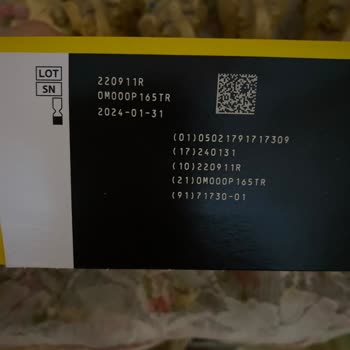 LOT
SN
220911R
0M000P165TR
2024-01-31
(01)05021791717309
(17)240131
(10)220911R
(21)0M000P165TR
(91)71730-01